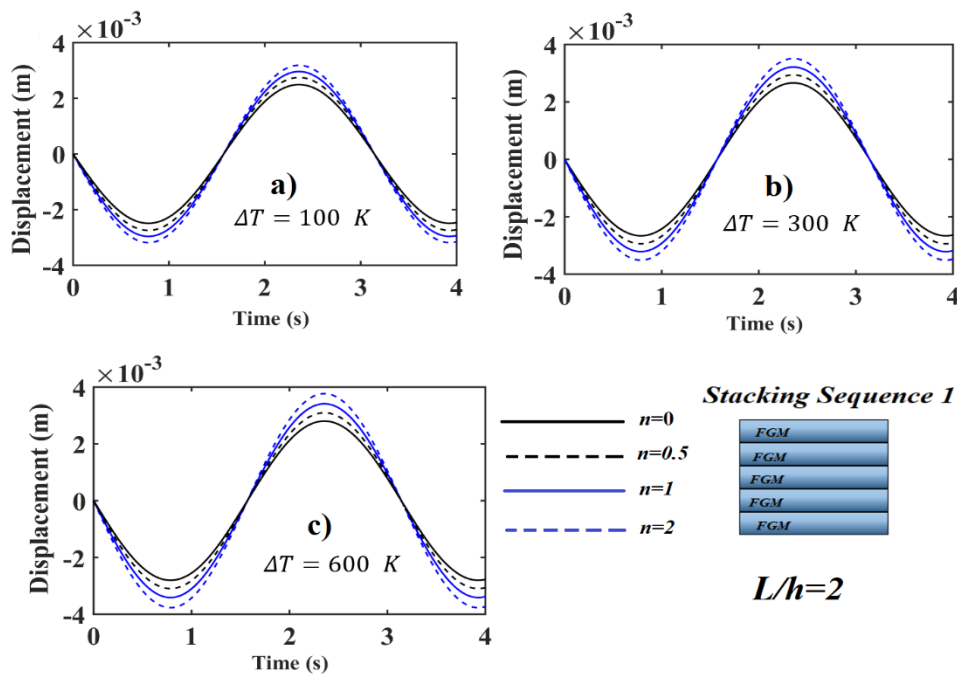 ×10⁻³
4
2
0
-2
-4
Displacement (m)
a)
ΔT = 100 K
0 1 2 3 4
Time (s)
×10⁻³
4
2
0
-2
-4
Displacement (m)
b)
ΔT = 300 K
0 1 2 3 4
Time (s)
×10⁻³
4
2
0
-2
-4
Displacement (m)
c)
ΔT = 600 K
0 1 2 3 4
Time (s)
n=0
n=0.5
n=1
n=2
Stacking Sequence 1
FGM
FGM
FGM
FGM
FGM
L/h=2